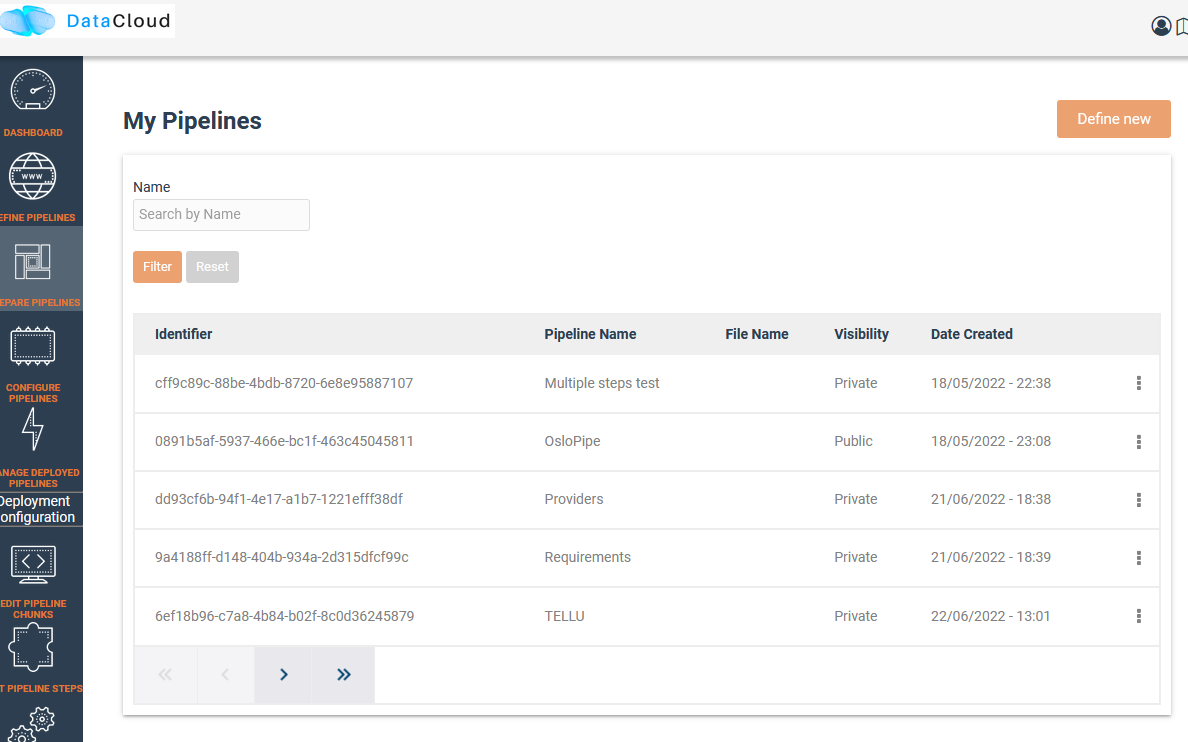 DataCloud
DASHBOARD
EFINE PIPELINES
EPARE PIPELINES
CONFIGURE
PIPELINES
ANAGE DEPLOYED
PIPELINES
Deployment
onfiguration
EDIT PIPELINE
CHUNKS
T PIPELINE STEPS
www
My Pipelines
Define new
Name
Search by Name
Filter Reset
Identifier Pipeline Name File Name Visibility Date Created
cff9c89c-88be-4bdb-8720-6e8e95887107 Multiple steps test Private 18/05/2022 - 22:38
0891b5af-5937-466e-bc1f-463c45045811 OsloPipe Public 18/05/2022 - 23:08
dd93cf6b-94f1-4e17-a1b7-1221efff38df Providers Private 21/06/2022 - 18:38
9a4188ff-d148-404b-934a-2d315dfcf99c Requirements Private 21/06/2022 - 18:39
6ef18b96-c7a8-4b84-b02f-8c0d36245879 TELLU Private 22/06/2022 - 13:01